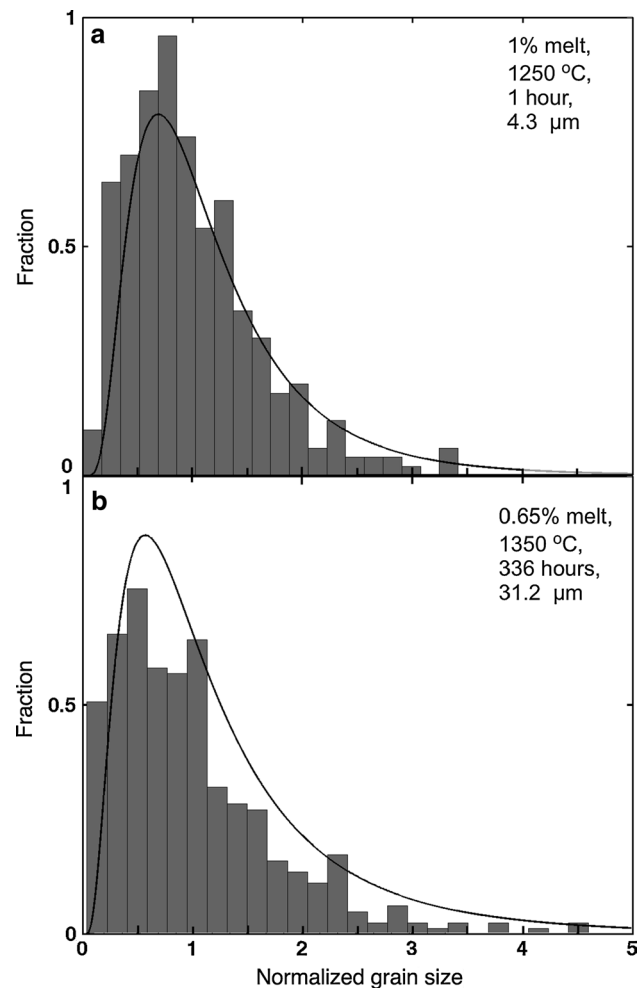 1
a
1% melt,
1250 °C,
1 hour,
4.3 µm
Fraction
0.5
0
1
b
0.65% melt,
1350 °C,
336 hours,
31.2 µm
Fraction
0.5
0
0 1 2 3 4 5
Normalized grain size